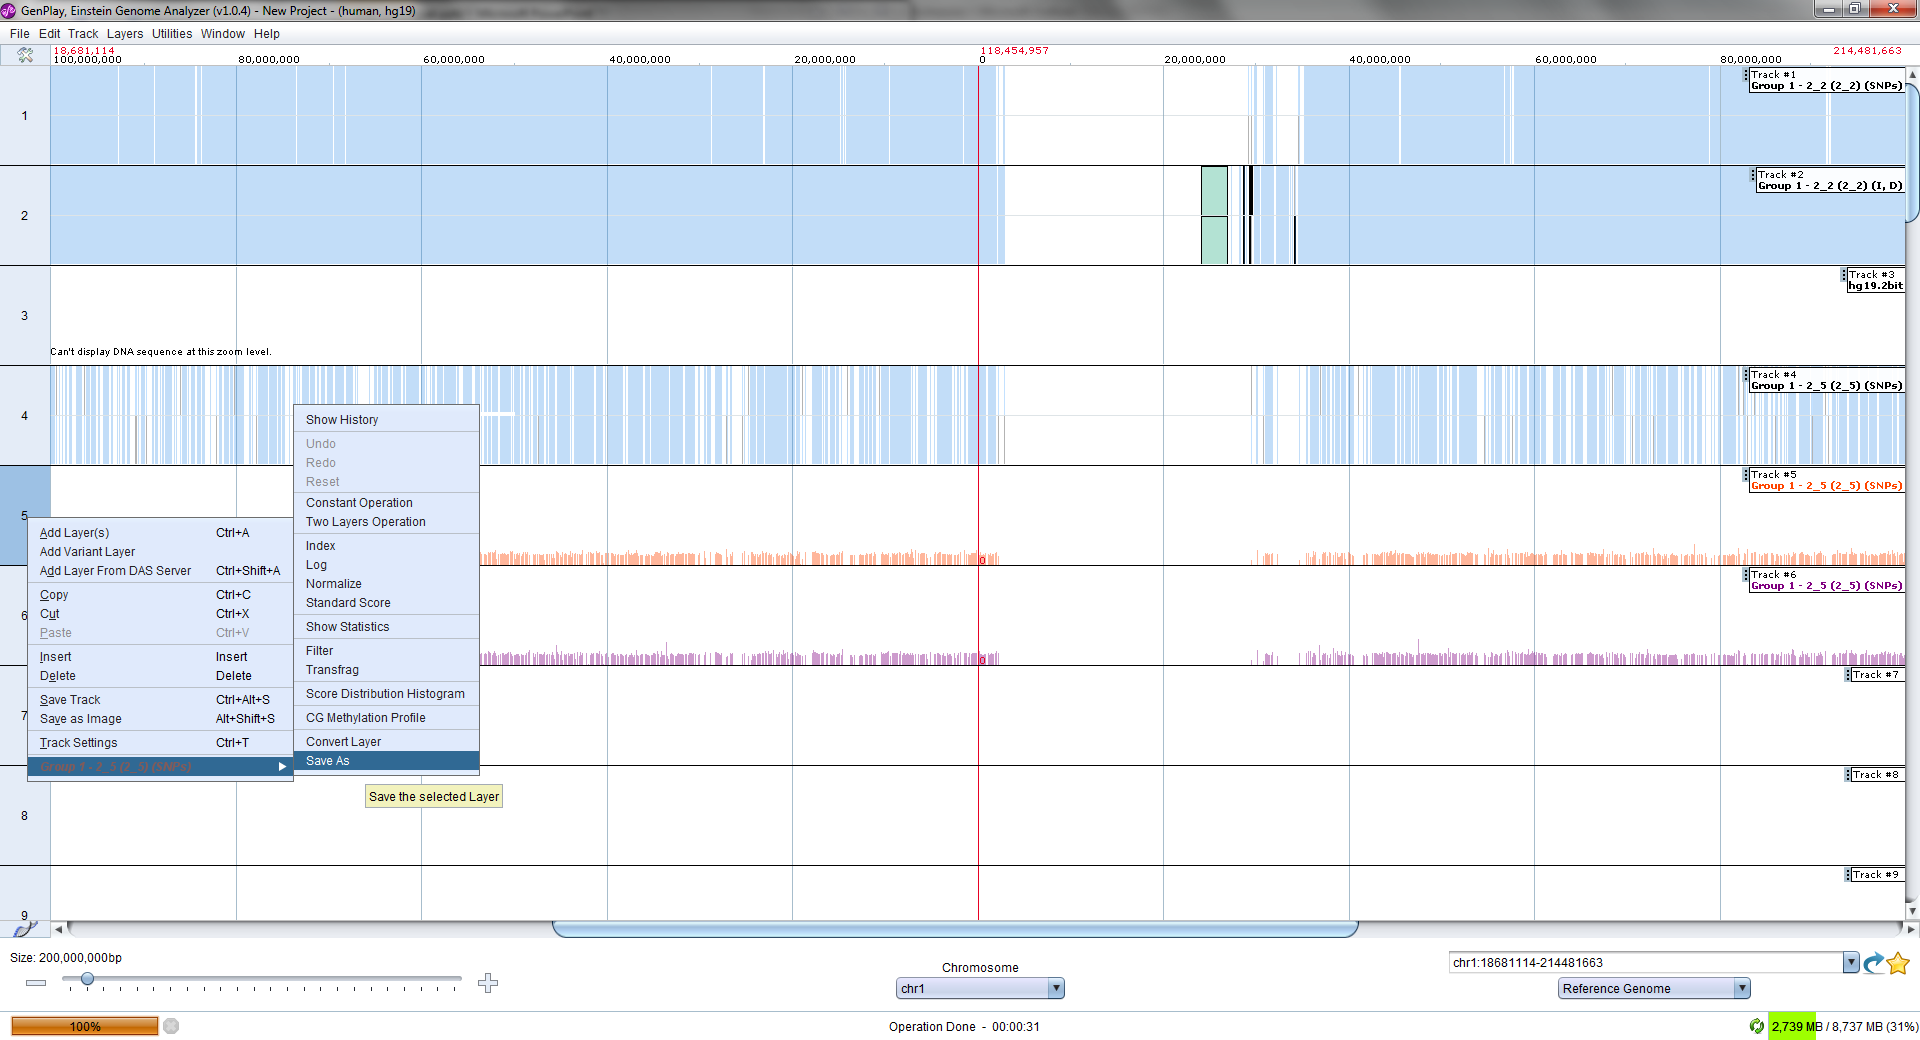 GenPlay, Einstein Genome Analyzer (v1.0.4) - New Project - (human, hg19)
File Edit Track Layers Utilities Window Help
18,681,114 118,454,957 214,481,663
100,000,000 80,000,000 60,000,000 40,000,000 20,000,000 0 20,000,000 40,000,000 60,000,000 80,000,000
1
Track #1
Group 1 - 2_2 (2_2) (SNPs)
2
Track #2
Group 1 - 2_2 (2_2) (I, D)
3
Track #3
hg19.2bit
Can't display DNA sequence at this zoom level.
4
Track #4
Group 1 - 2_5 (2_5) (SNPs)
5
Track #5
Group 1 - 2_5 (2_5) (SNPs)
0
6
Track #6
Group 1 - 2_5 (2_5) (SNPs)
0
7
Track #7
8
Track #8
9
Track #9
Add Layer(s) Ctrl+A
Add Variant Layer
Add Layer From DAS Server Ctrl+Shift+A
Copy Ctrl+C
Cut Ctrl+X
Paste Ctrl+V
Insert Insert
Delete Delete
Save Track Ctrl+Alt+S
Save as Image Alt+Shift+S
Track Settings Ctrl+T
Group 1 - 2_5 (2_5) (SNPs)
Show History
Undo
Redo
Reset
Constant Operation
Two Layers Operation
Index
Log
Normalize
Standard Score
Show Statistics
Filter
Transfrag
Score Distribution Histogram
CG Methylation Profile
Convert Layer
Save As
Save the selected Layer
Size: 200,000,000bp
Chromosome
chr1
chr1:18681114-214481663
Reference Genome
100%
Operation Done - 00:00:31
2,739 MB / 8,737 MB (31%)